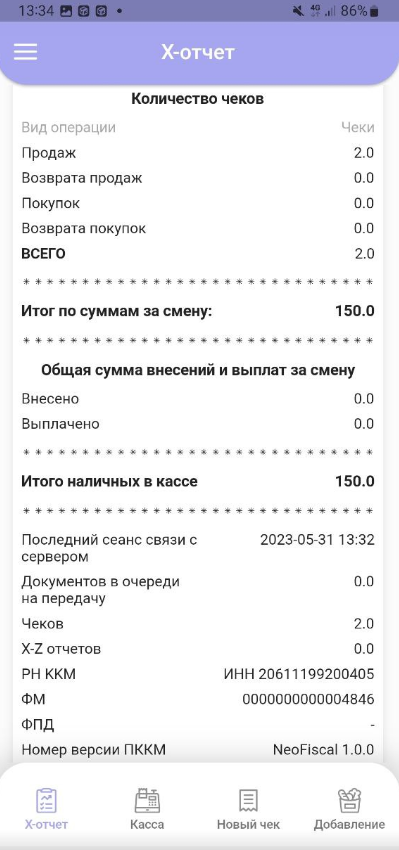 13:34 4G 86%
Х-отчет
Количество чеков
Вид операции Чеки
Продаж 2.0
Возврата продаж 0.0
Покупок 0.0
Возврата покупок 0.0
ВСЕГО 2.0
* * * * * * * * * * * * * * * * * * * * * * * * * * * * * *
Итог по суммам за смену: 150.0
* * * * * * * * * * * * * * * * * * * * * * * * * * * * * *
Общая сумма внесений и выплат за смену
Внесено 0.0
Выплачено 0.0
* * * * * * * * * * * * * * * * * * * * * * * * * * * * * *
Итого наличных в кассе 150.0
* * * * * * * * * * * * * * * * * * * * * * * * * * * * * *
Последний сеанс связи с 2023-05-31 13:32
сервером
Документов в очереди 0.0
на передачу
Чеков 2.0
X-Z отчетов 0.0
РН ККМ ИНН 20611199200405
ФМ 0000000000004846
ФПД -
Номер версии ПККМ NeoFiscal 1.0.0
Х-отчет Касса Новый чек Добавление